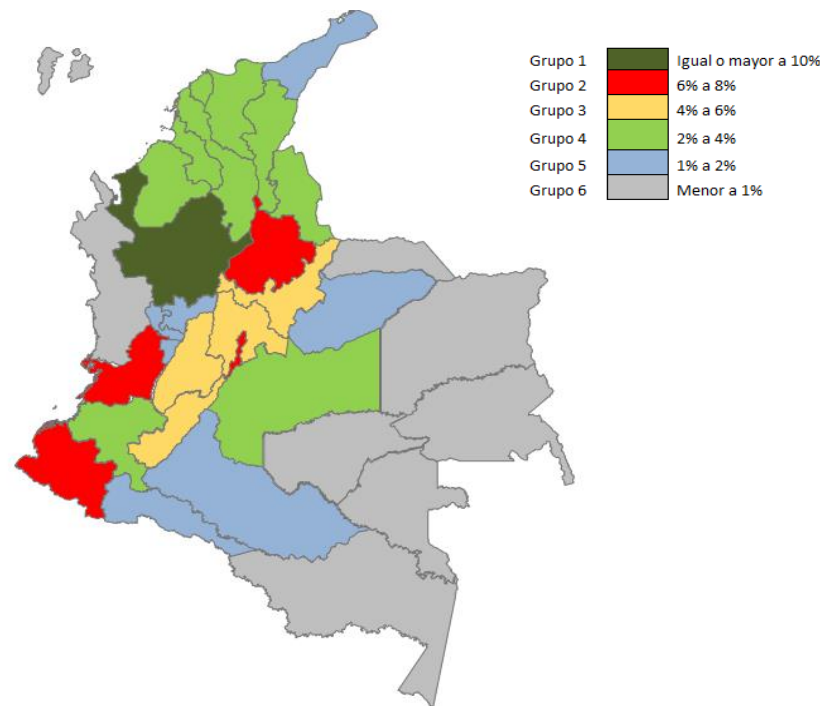 Grupo 1 Igual o mayor a 10%
Grupo 2 6% a 8%
Grupo 3 4% a 6%
Grupo 4 2% a 4%
Grupo 5 1% a 2%
Grupo 6 Menor a 1%